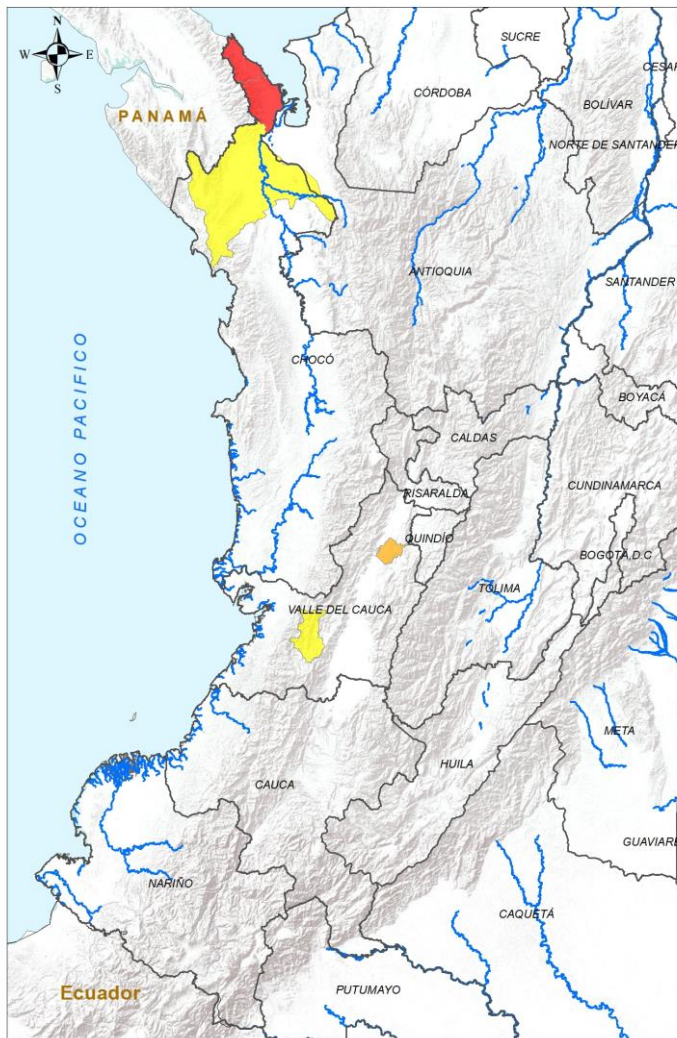 N
W E
S
SUCRE
CESAR
CÓRDOBA
BOLÍVAR
PANAMÁ
NORTE DE SANTANDER
ANTIOQUIA
SANTANDER
OCEANO PACIFICO
CHOCÓ
BOYACÁ
CALDAS
CUNDINAMARCA
RISARALDA
QUINDÍO
BOGOTÁ,D.C
TOLIMA
VALLE DEL CAUCA
META
HUILA
CAUCA
GUAVIARE
NARIÑO
CAQUETÁ
Ecuador
PUTUMAYO